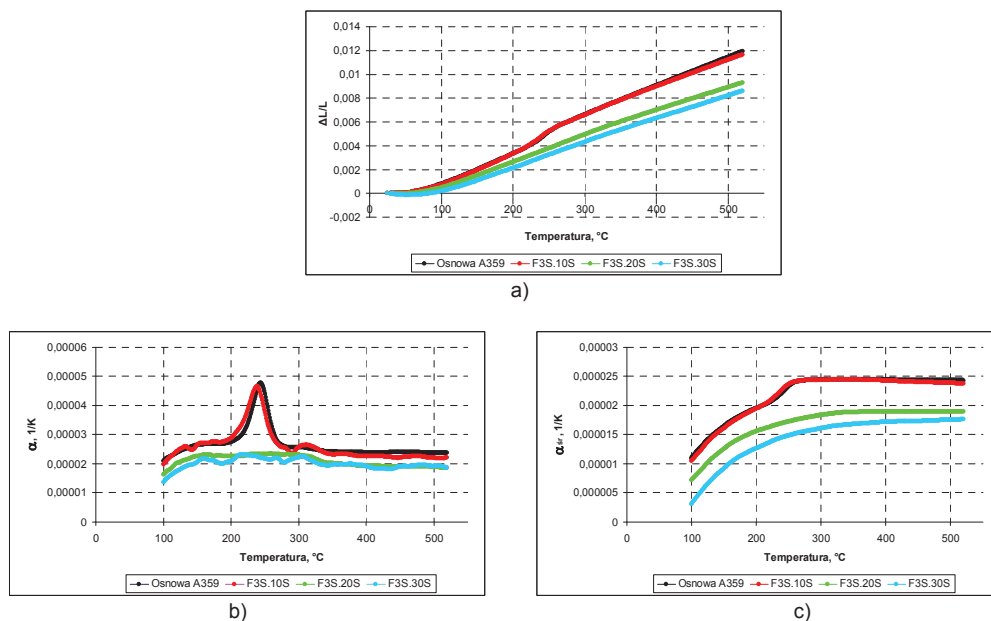 0,014
0,012
0,01
0,008
0,006
0,004
0,002
0
-0,002
ΔL/L
0 100 200 300 400 500
Temperatura, °C
Osnowa A359 F3S.10S F3S.20S F3S.30S
a)
0,00006
0,00005
0,00004
0,00003
0,00002
0,00001
0
α, 1/K
0 100 200 300 400 500
Temperatura, °C
Osnowa A359 F3S.10S F3S.20S F3S.30S
b)
0,00003
0,000025
0,00002
0,000015
0,00001
0,000005
0
αśr, 1/K
0 100 200 300 400 500
Temperatura, °C
Osnowa A359 F3S.10S F3S.20S F3S.30S
c)